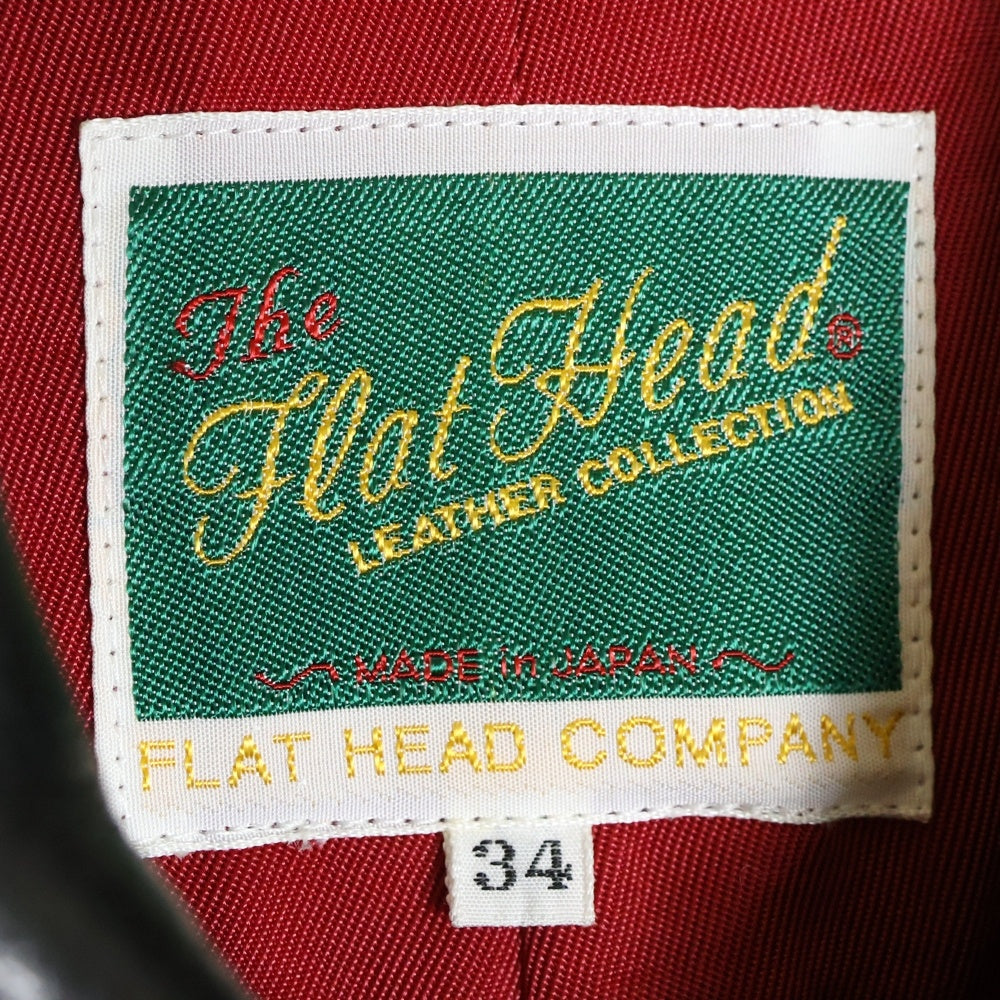 The
Flat Head®
LEATHER COLLECTION
MADE in JAPAN
FLAT HEAD COMPANY
34